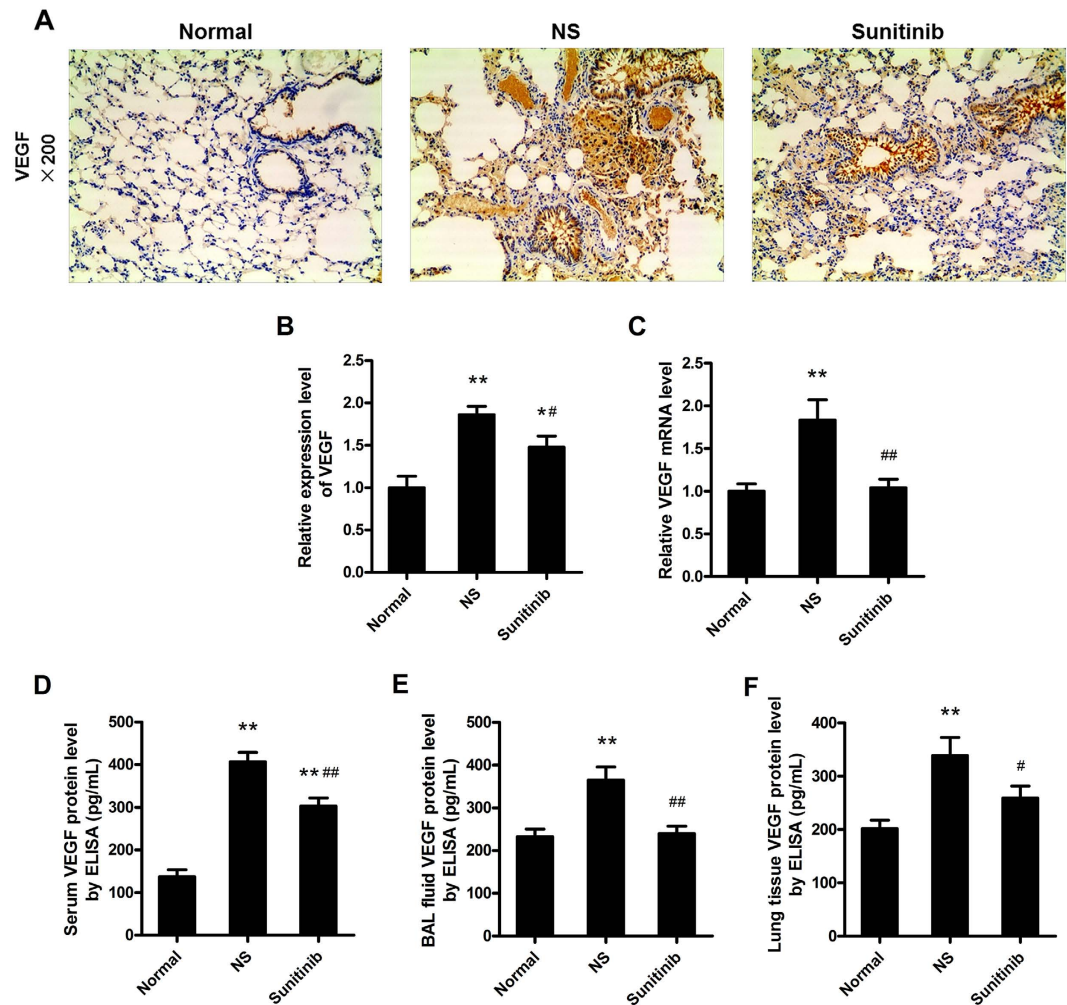 A
Normal
NS
Sunitinib
VEGF
× 200
B
Relative expression level
of VEGF
2.5
2.0
1.5
1.0
0.5
0.0
**
*#
Normal
NS
Sunitinib
C
Relative VEGF mRNA level
2.5
2.0
1.5
1.0
0.5
0.0
**
##
Normal
NS
Sunitinib
D
Serum VEGF protein level
by ELISA (pg/mL)
500
400
300
200
100
0
**
** ##
Normal
NS
Sunitinib
E
BAL fluid VEGF protein level
by ELISA (pg/mL)
500
400
300
200
100
0
**
##
Normal
NS
Sunitinib
F
Lung tissue VEGF protein level
by ELISA (pg/mL)
400
300
200
100
0
**
#
Normal
NS
Sunitinib